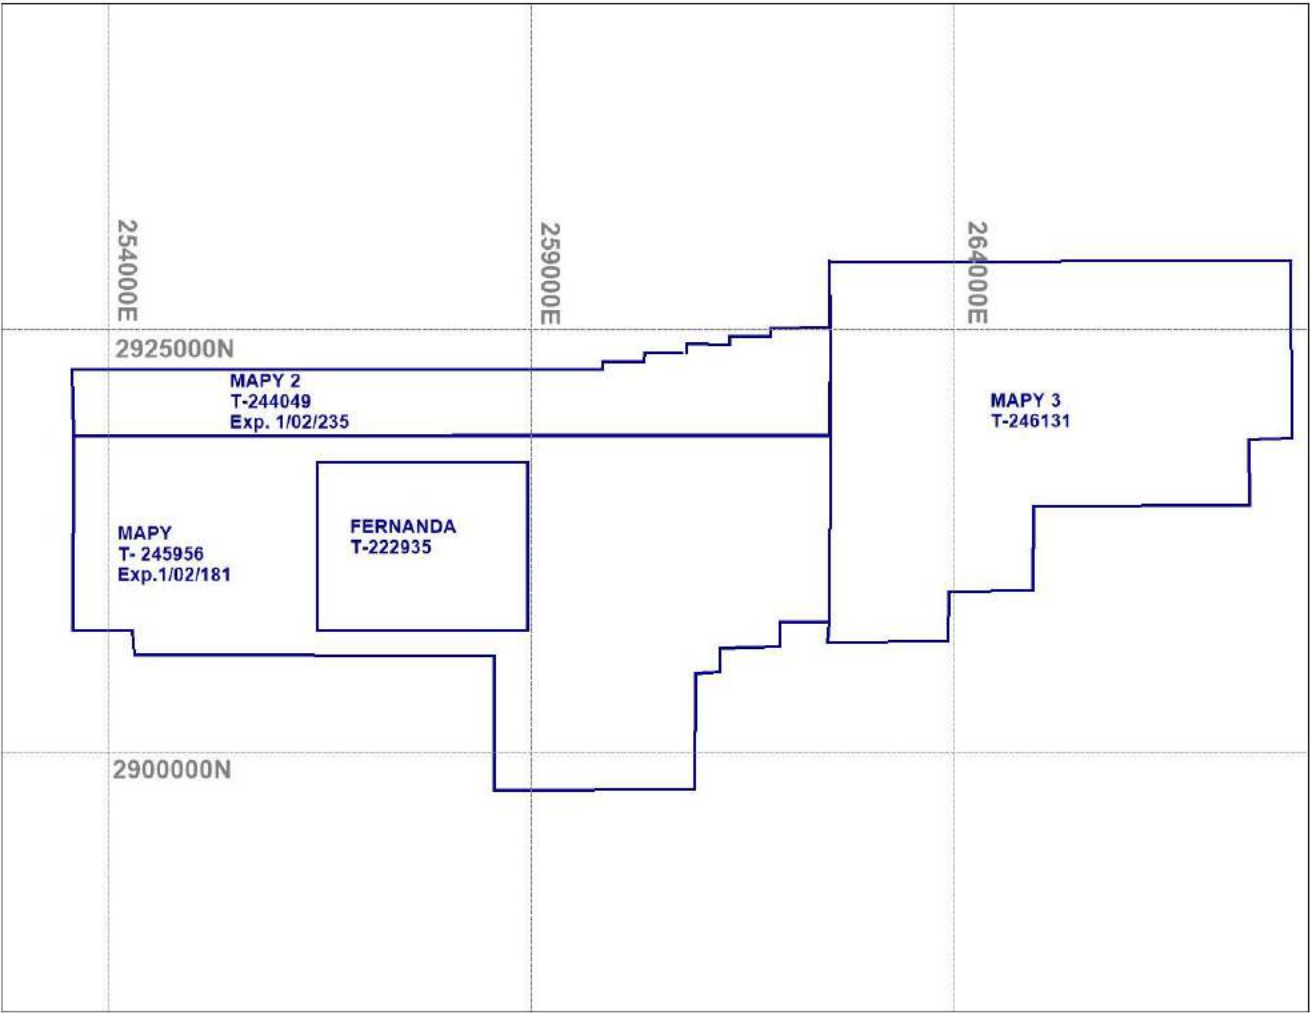 254000E
259000E
264000E
2925000N
MAPY 2
T-244049
Exp. 1/02/235
MAPY 3
T-246131
MAPY
T- 245956
Exp.1/02/181
FERNANDA
T-222935
2900000N